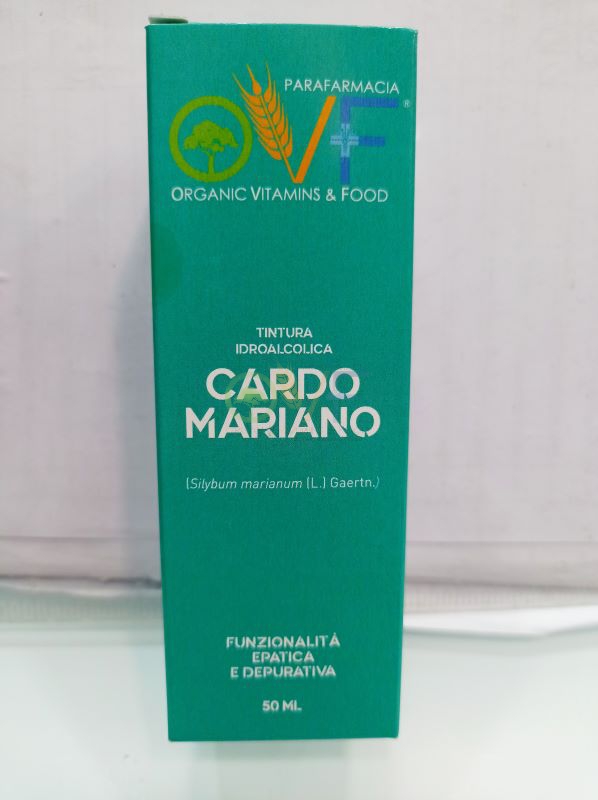 PARAFARMACIA
OVF®
ORGANIC VITAMINS & FOOD
TINTURA
IDROALCOLICA
CARDO
MARIANO
(Silybum marianum (L.) Gaertn.)
FUNZIONALITÀ
EPATICA
E DEPURATIVA
50 ML